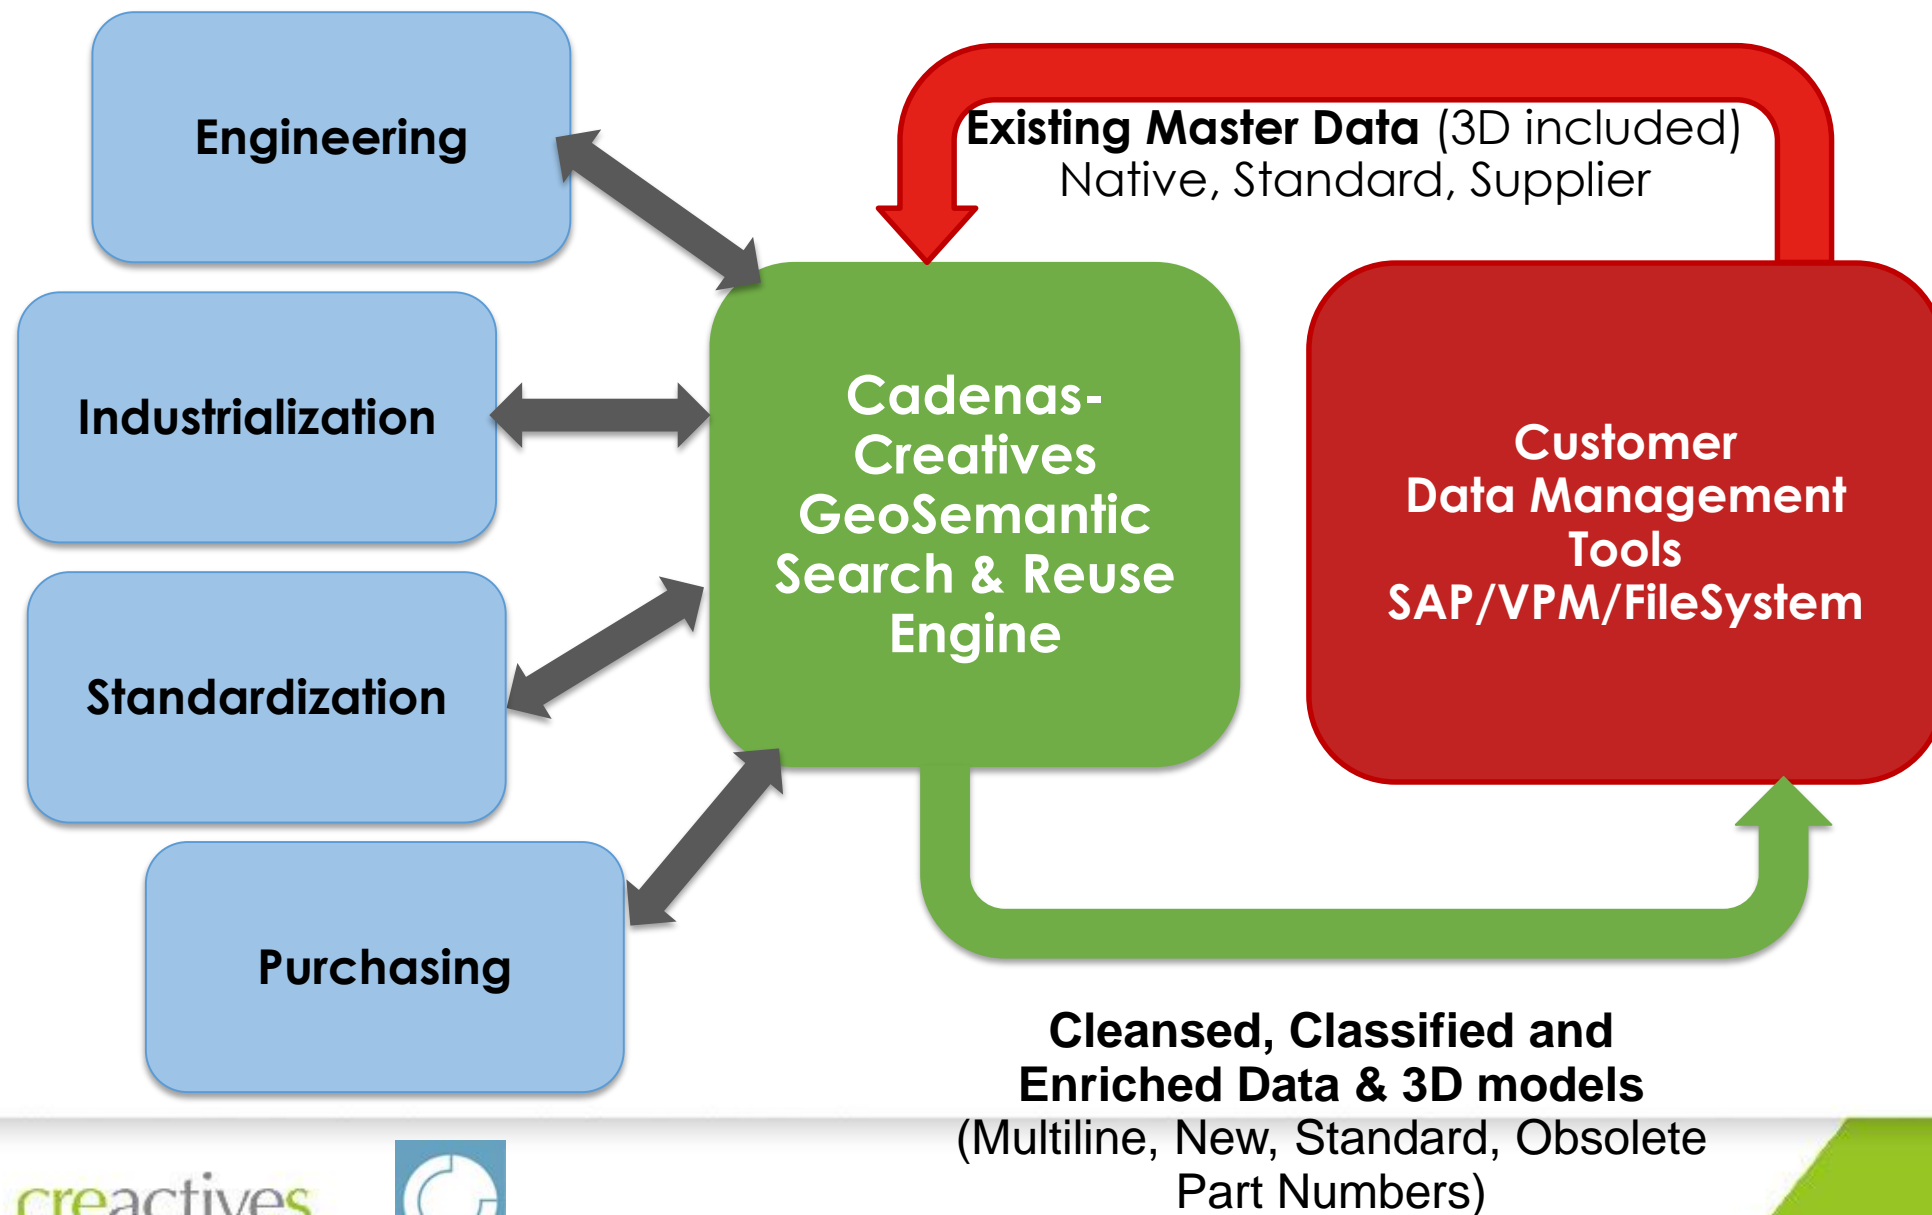 Engineering
Existing Master Data (3D included)
Native, Standard, Supplier
Industrialization
Cadenas-
Creatives
GeoSemantic
Search & Reuse
Engine
Customer
Data Management
Tools
SAP/VPM/FileSystem
Standardization
Purchasing
Cleansed, Classified and
Enriched Data & 3D models
(Multiline, New, Standard, Obsolete
Part Numbers)
creactives